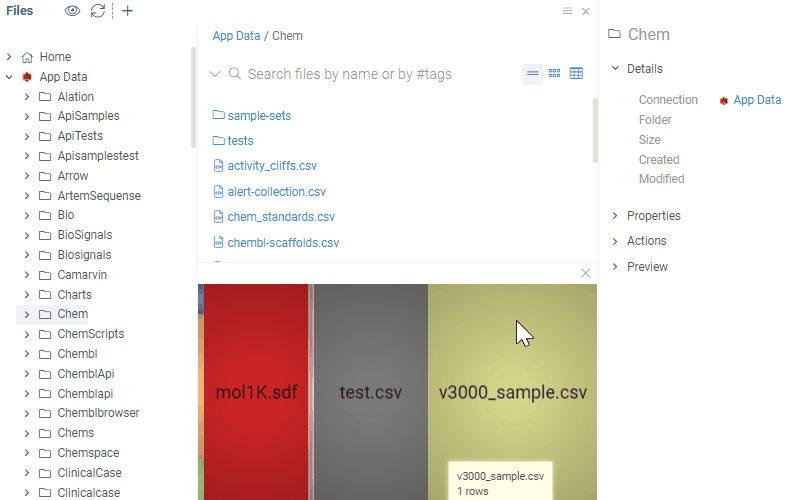 Files
Home
App Data
Alation
ApiSamples
ApiTests
Apisamplestest
Arrow
ArtemSequense
Bio
BioSignals
Biosignals
Camarvin
Charts
Chem
ChemScripts
Chembl
ChemblApi
Chemblapi
Chemblbrowser
Chems
Chemspace
ClinicalCase
Clinicalcase
App Data / Chem
Search files by name or by #tags
sample-sets
tests
activity_cliffs.csv
alert-collection.csv
chem_standards.csv
chembl-scaffolds.csv
mol1K.sdf
test.csv
v3000_sample.csv
v3000_sample.csv
1 rows
Chem
Details
Connection App Data
Folder
Size
Created
Modified
Properties
Actions
Preview